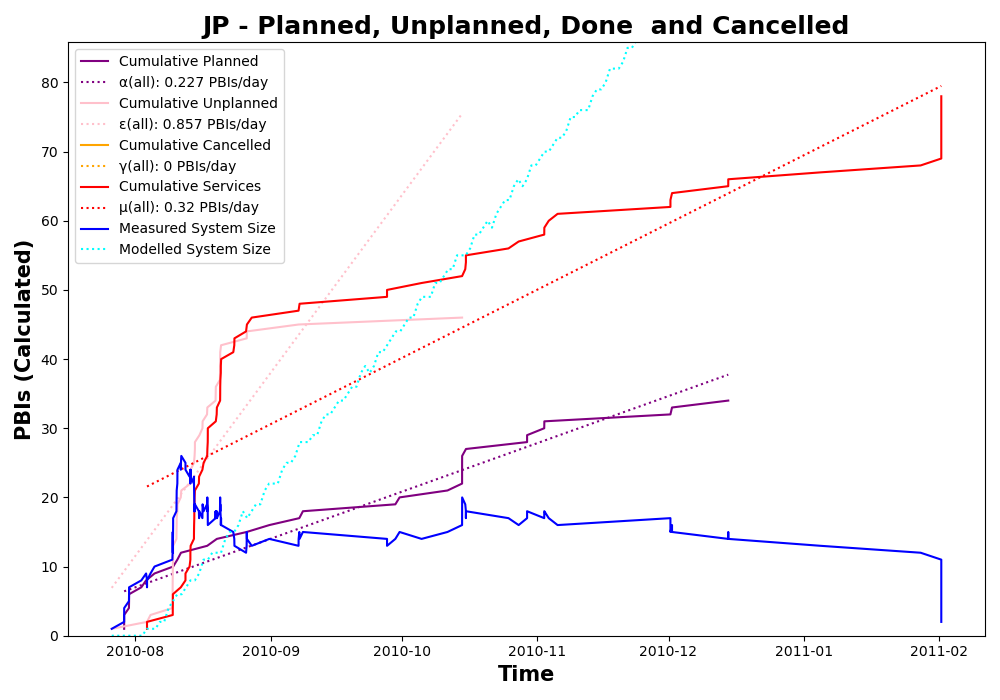 JP - Planned, Unplanned, Done  and Cancelled
Cumulative Planned
α(all): 0.227 PBIs/day
Cumulative Unplanned
ε(all): 0.857 PBIs/day
Cumulative Cancelled
γ(all): 0 PBIs/day
Cumulative Services
μ(all): 0.32 PBIs/day
Measured System Size
Modelled System Size
PBIs (Calculated)
80
70
60
50
40
30
20
10
0
2010-08 2010-09 2010-10 2010-11 2010-12 2011-01 2011-02
Time